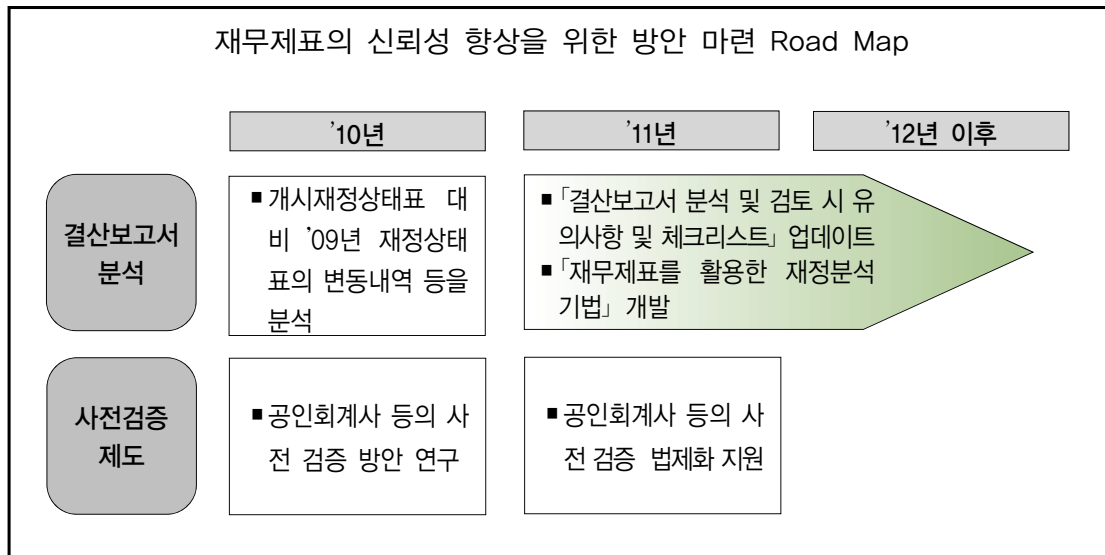 재무제표의 신뢰성 향상을 위한 방안 마련 Road Map
'10년
'11년
'12년 이후
결산보고서
분석
■ 개시재정상태표 대
비 '09년 재정상태
표의 변동내역 등을
분석
■ 「결산보고서 분석 및 검토 시 유
의사항 및 체크리스트」 업데이트
■ 「재무제표를 활용한 재정분석
기법」 개발
사전검증
제도
■ 공인회계사 등의 사
전 검증 방안 연구
■ 공인회계사 등의 사
전 검증 법제화 지원